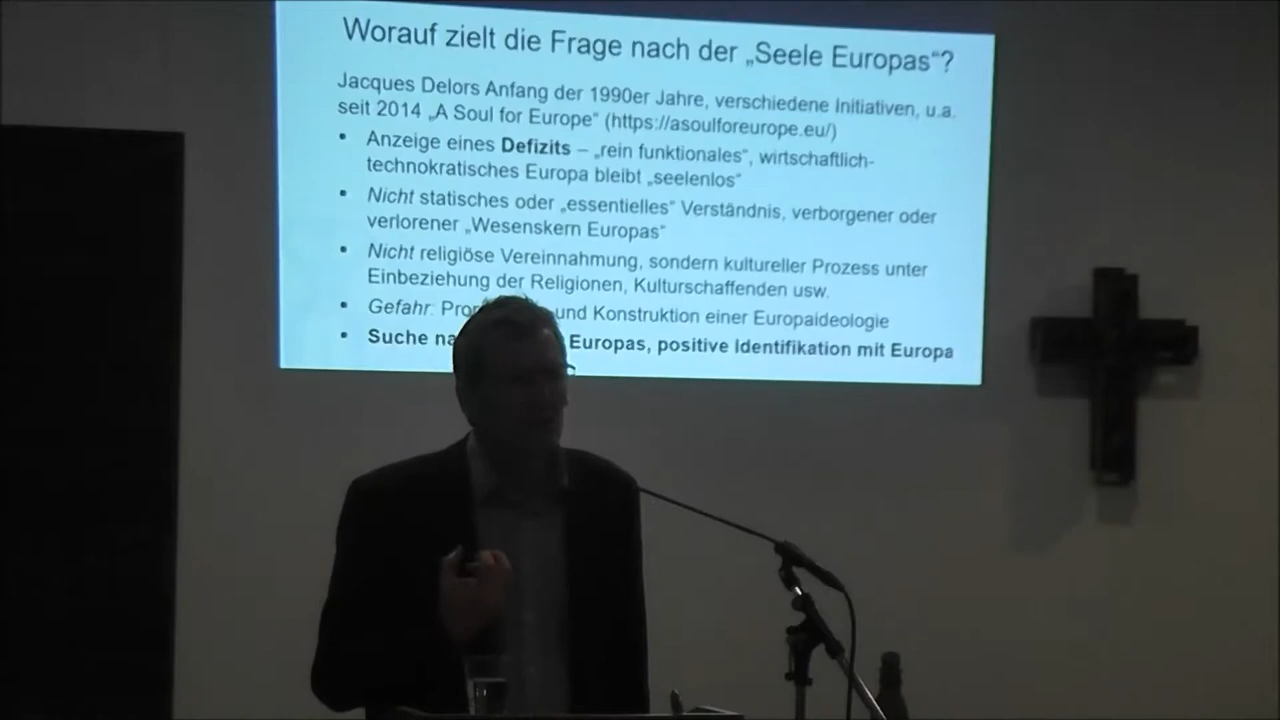 Worauf zielt die Frage nach der „Seele Europas“?
Jacques Delors Anfang der 1990er Jahre, verschiedene Initiativen, u.a.
seit 2014 „A Soul for Europe“ (https://asoulforeurope.eu/)
• Anzeige eines Defizits – „rein funktionales“, wirtschaftlich-
technokratisches Europa bleibt „seelenlos“
• Nicht statisches oder „essentielles“ Verständnis, verborgener oder
verlorener „Wesenskern Europas“
• Nicht religiöse Vereinnahmung, sondern kultureller Prozess unter
Einbeziehung der Religionen, Kulturschaffenden usw.
• Gefahr: und Konstruktion einer Europaideologie
• Suche Europas, positive Identifikation mit Europa